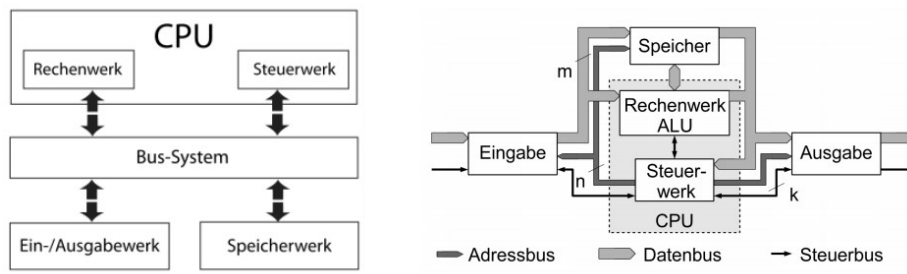 CPU
Rechenwerk
Steuerwerk
Bus-System
Ein-/Ausgabewerk
Speicherwerk
Speicher
m
Rechenwerk
ALU
Eingabe
Ausgabe
n
Steuer-
werk
k
CPU
Adressbus
Datenbus
Steuerbus